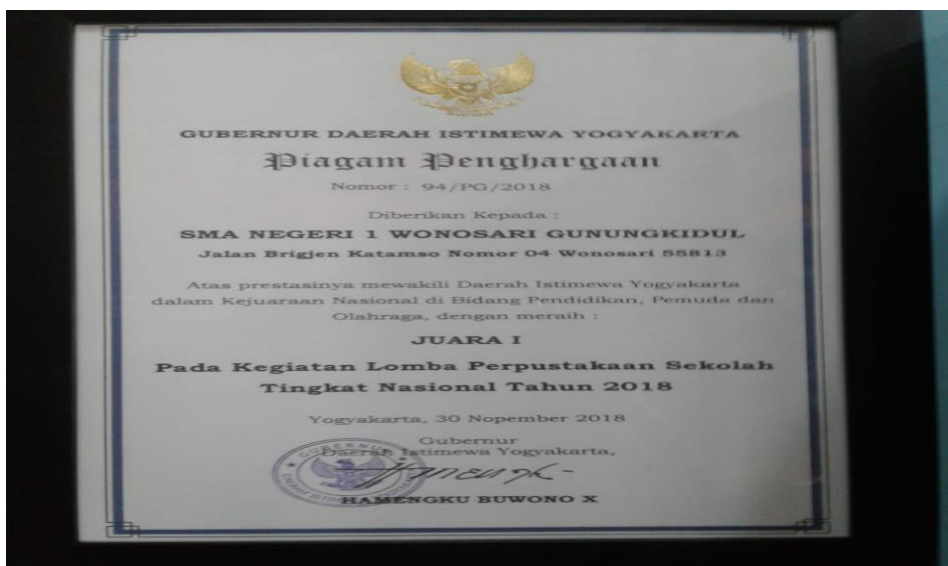 GUBERNUR DAERAH ISTIMEWA YOGYAKARTA
Piagam Penghargaan
Nomor : 94/PG/2018
Diberikan Kepada :
SMA NEGERI 1 WONOSARI GUNUNGKIDUL
Jalan Brigjen Katamso Nomor 04 Wonosari 55813
Atas prestasinya mewakili Daerah Istimewa Yogyakarta
dalam Kejuaraan Nasional di Bidang Pendidikan, Pemuda dan
Olahraga, dengan meraih :
JUARA I
Pada Kegiatan Lomba Perpustakaan Sekolah
Tingkat Nasional Tahun 2018
Yogyakarta, 30 Nopember 2018
Gubernur
Daerah Istimewa Yogyakarta,
GUBERNUR
DAERAH ISTIMEWA
HAMENGKU BUWONO X